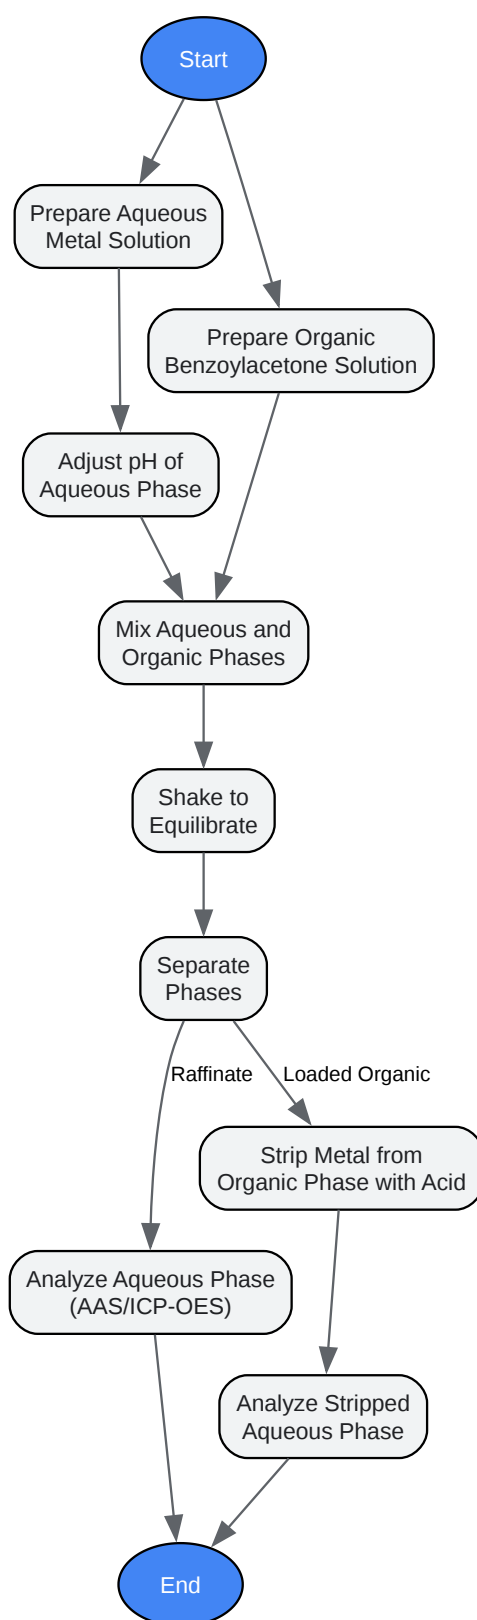 Start
Prepare Aqueous
Metal Solution
Prepare Organic
Benzoylacetone Solution
Adjust pH of
Aqueous Phase
Mix Aqueous and
Organic Phases
Shake to
Equilibrate
Separate
Phases
Raffinate
Loaded Organic
Strip Metal from
Organic Phase with Acid
Analyze Aqueous Phase
(AAS/ICP-OES)
Analyze Stripped
Aqueous Phase
End